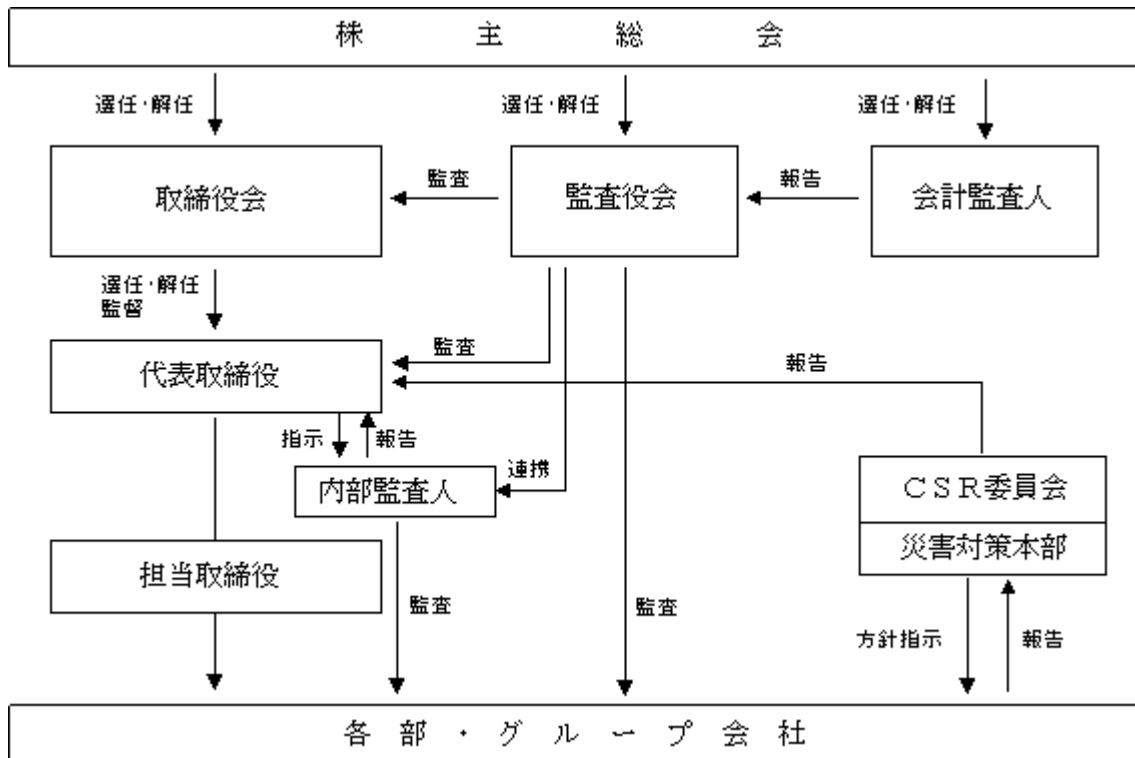 株主総会
選任・解任
選任・解任
選任・解任
取締役会
監査
監査役会
報告
会計監査人
選任・解任
監督
代表取締役
監査
報告
指示
報告
内部監査人
連携
CSR委員会
災害対策本部
担当取締役
監査
監査
方針指示
報告
各部・グループ会社